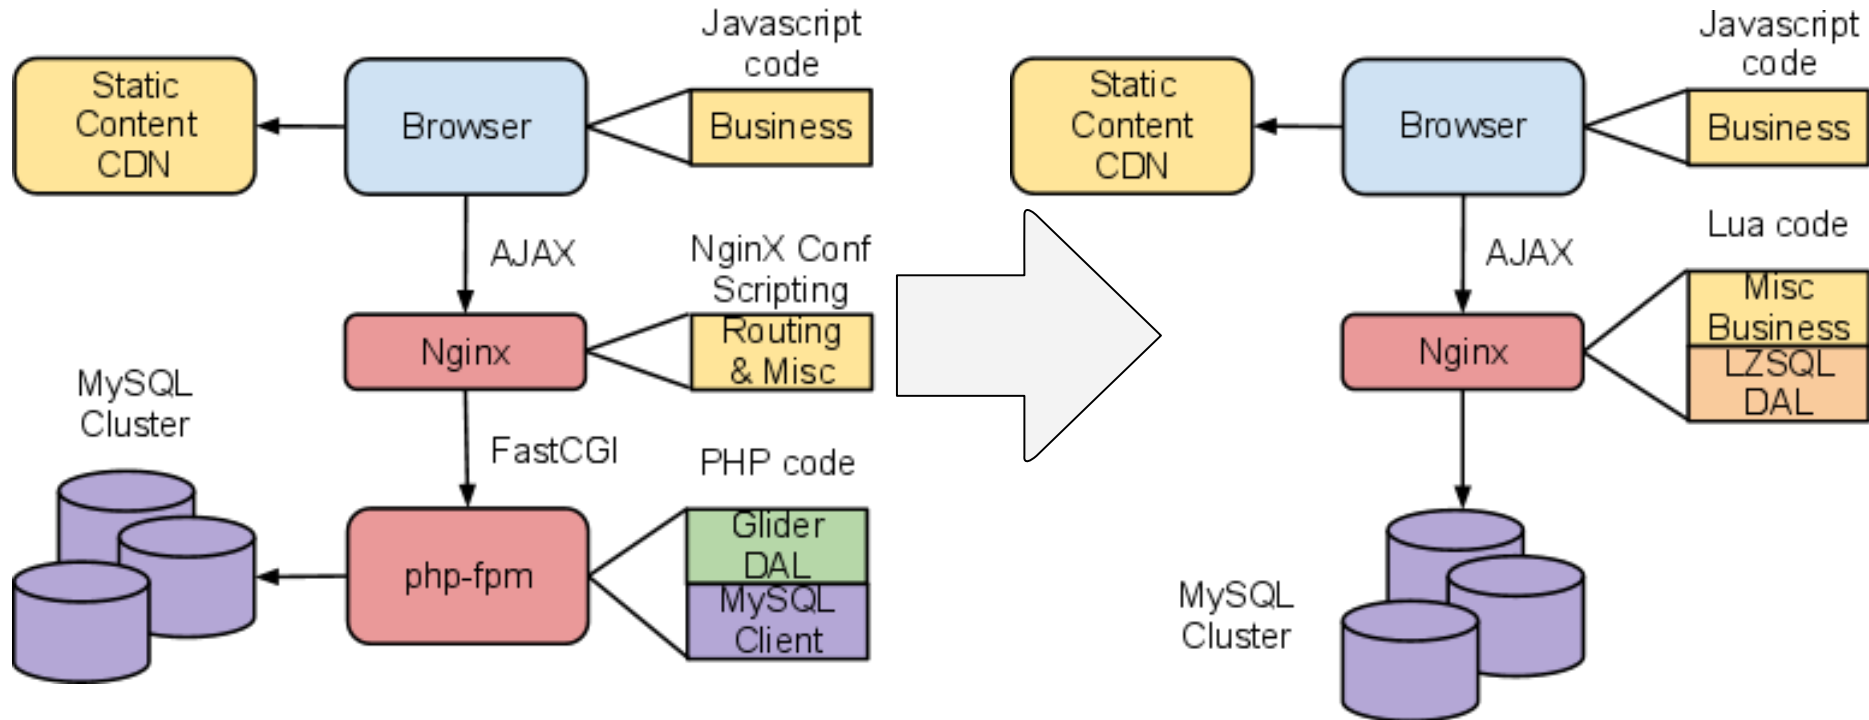 Javascript
code
Static
Content
CDN
Browser
Business
AJAX
NginX Conf
Scripting
Nginx
Routing
& Misc
MySQL
Cluster
FastCGI
PHP code
php-fpm
Glider
DAL
MySQL
Client
Javascript
code
Static
Content
CDN
Browser
Business
AJAX
Lua code
Nginx
Misc
Business
LZSQL
DAL
MySQL
Cluster